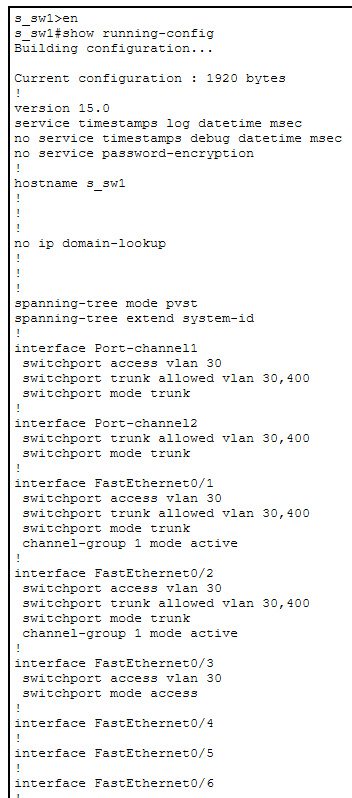 s_sw1>en
s_sw1#show running-config
Building configuration...
Current configuration : 1920 bytes
!
version 15.0
service timestamps log datetime msec
no service timestamps debug datetime msec
no service password-encryption
!
hostname s_sw1
!
!
!
no ip domain-lookup
!
!
!
spanning-tree mode pvst
spanning-tree extend system-id
!
interface Port-channel1
 switchport access vlan 30
 switchport trunk allowed vlan 30,400
 switchport mode trunk
!
interface Port-channel2
 switchport trunk allowed vlan 30,400
 switchport mode trunk
!
interface FastEthernet0/1
 switchport access vlan 30
 switchport trunk allowed vlan 30,400
 switchport mode trunk
 channel-group 1 mode active
!
interface FastEthernet0/2
 switchport access vlan 30
 switchport trunk allowed vlan 30,400
 switchport mode trunk
 channel-group 1 mode active
!
interface FastEthernet0/3
 switchport access vlan 30
 switchport mode access
!
interface FastEthernet0/4
!
interface FastEthernet0/5
!
interface FastEthernet0/6
!